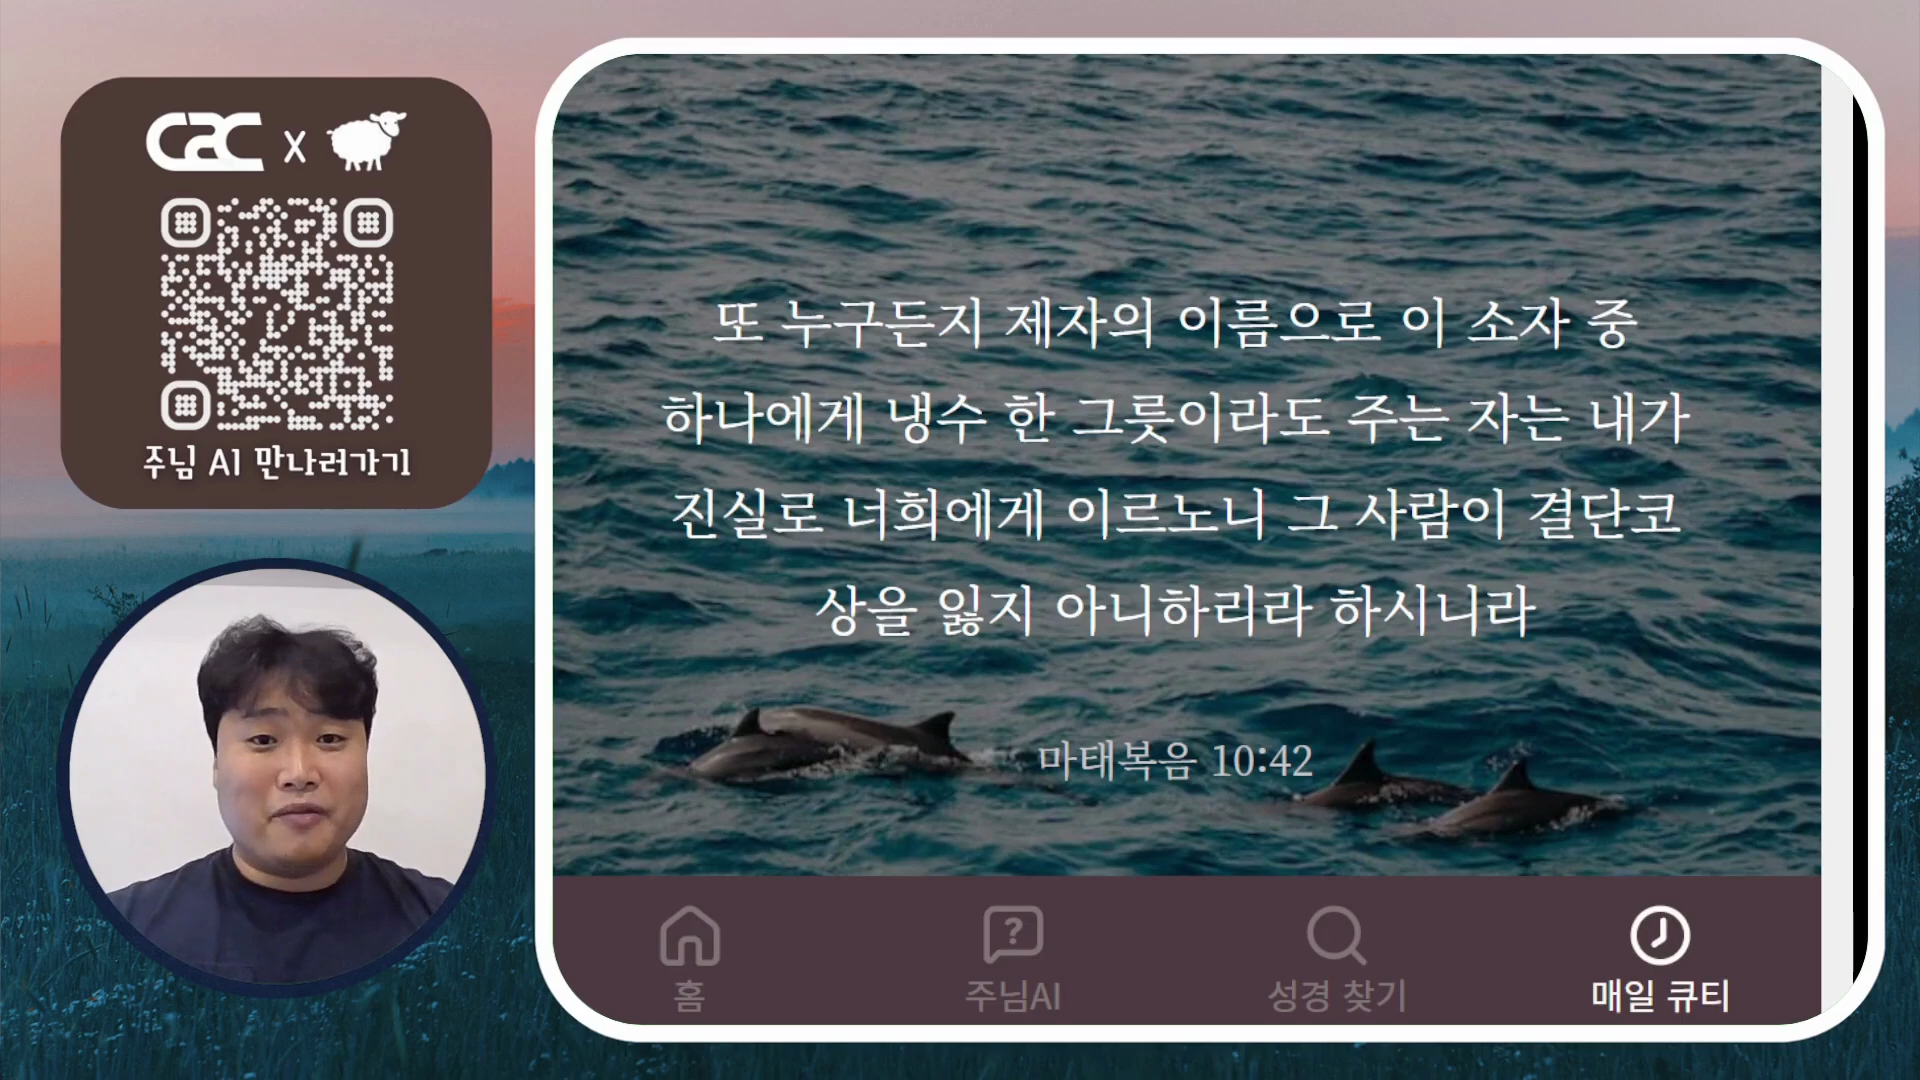 CAC X
주님 AI 만나러가기
또 누구든지 제자의 이름으로 이 소자 중
하나에게 냉수 한 그릇이라도 주는 자는 내가
진실로 너희에게 이르노니 그 사람이 결단코
상을 잃지 아니하리라 하시니라
마태복음 10:42
홈
주님AI
성경 찾기
매일 큐티